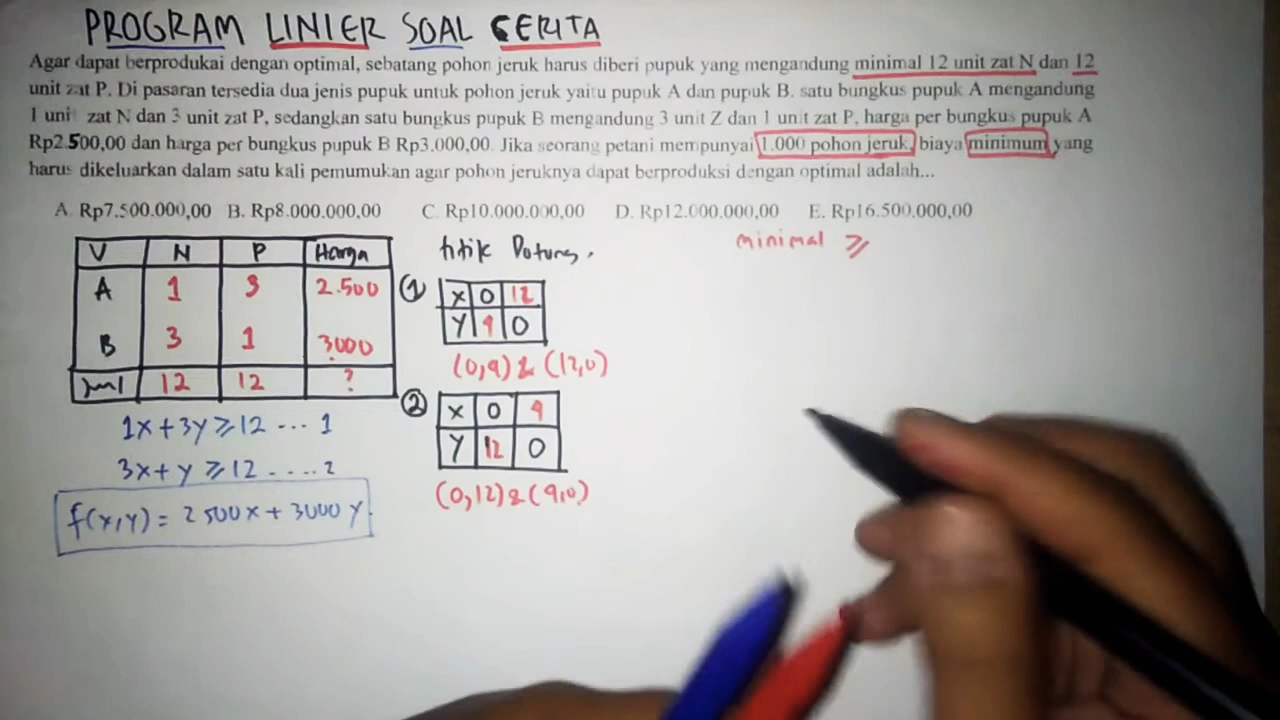 PROGRAM LINIER SOAL CERITA
Agar dapat berprodukai dengan optimal, sebatang pohon jeruk harus diberi pupuk yang mengandung minimal 12 unit zat N dan 12
unit zat P. Di pasaran tersedia dua jenis pupuk untuk pohon jeruk yaitu pupuk A dan pupuk B. satu bungkus pupuk A mengandung
1 unit zat N dan 3 unit zat P, sedangkan satu bungkus pupuk B mengandung 3 unit Z dan 1 unit zat P, harga per bungkus pupuk A
Rp2.500,00 dan harga per bungkus pupuk B Rp3.000,00. Jika seorang petani mempunyai 1.000 pohon jeruk, biaya minimum yang
harus dikeluarkan dalam satu kali pemumukan agar pohon jeruknya dapat berproduksi dengan optimal adalah...
A. Rp7.500.000,00 B. Rp8.000.000,00 C. Rp10.000.000,00 D. Rp12.000.000,00 E. Rp16.500.000,00
V N P Harga
A 1 3 2.500
B 3 1 3000
Jml 12 12 ?
1x + 3y ≥ 12 ... 1
3x + y ≥ 12 .... 2
f(x,y) = 2500x + 3000y
titik Potong.
① x 0 12
y 9 0
(0,9) & (12,0)
② x 0 9
y 12 0
(0,12) & (9,0)
minimal ≥